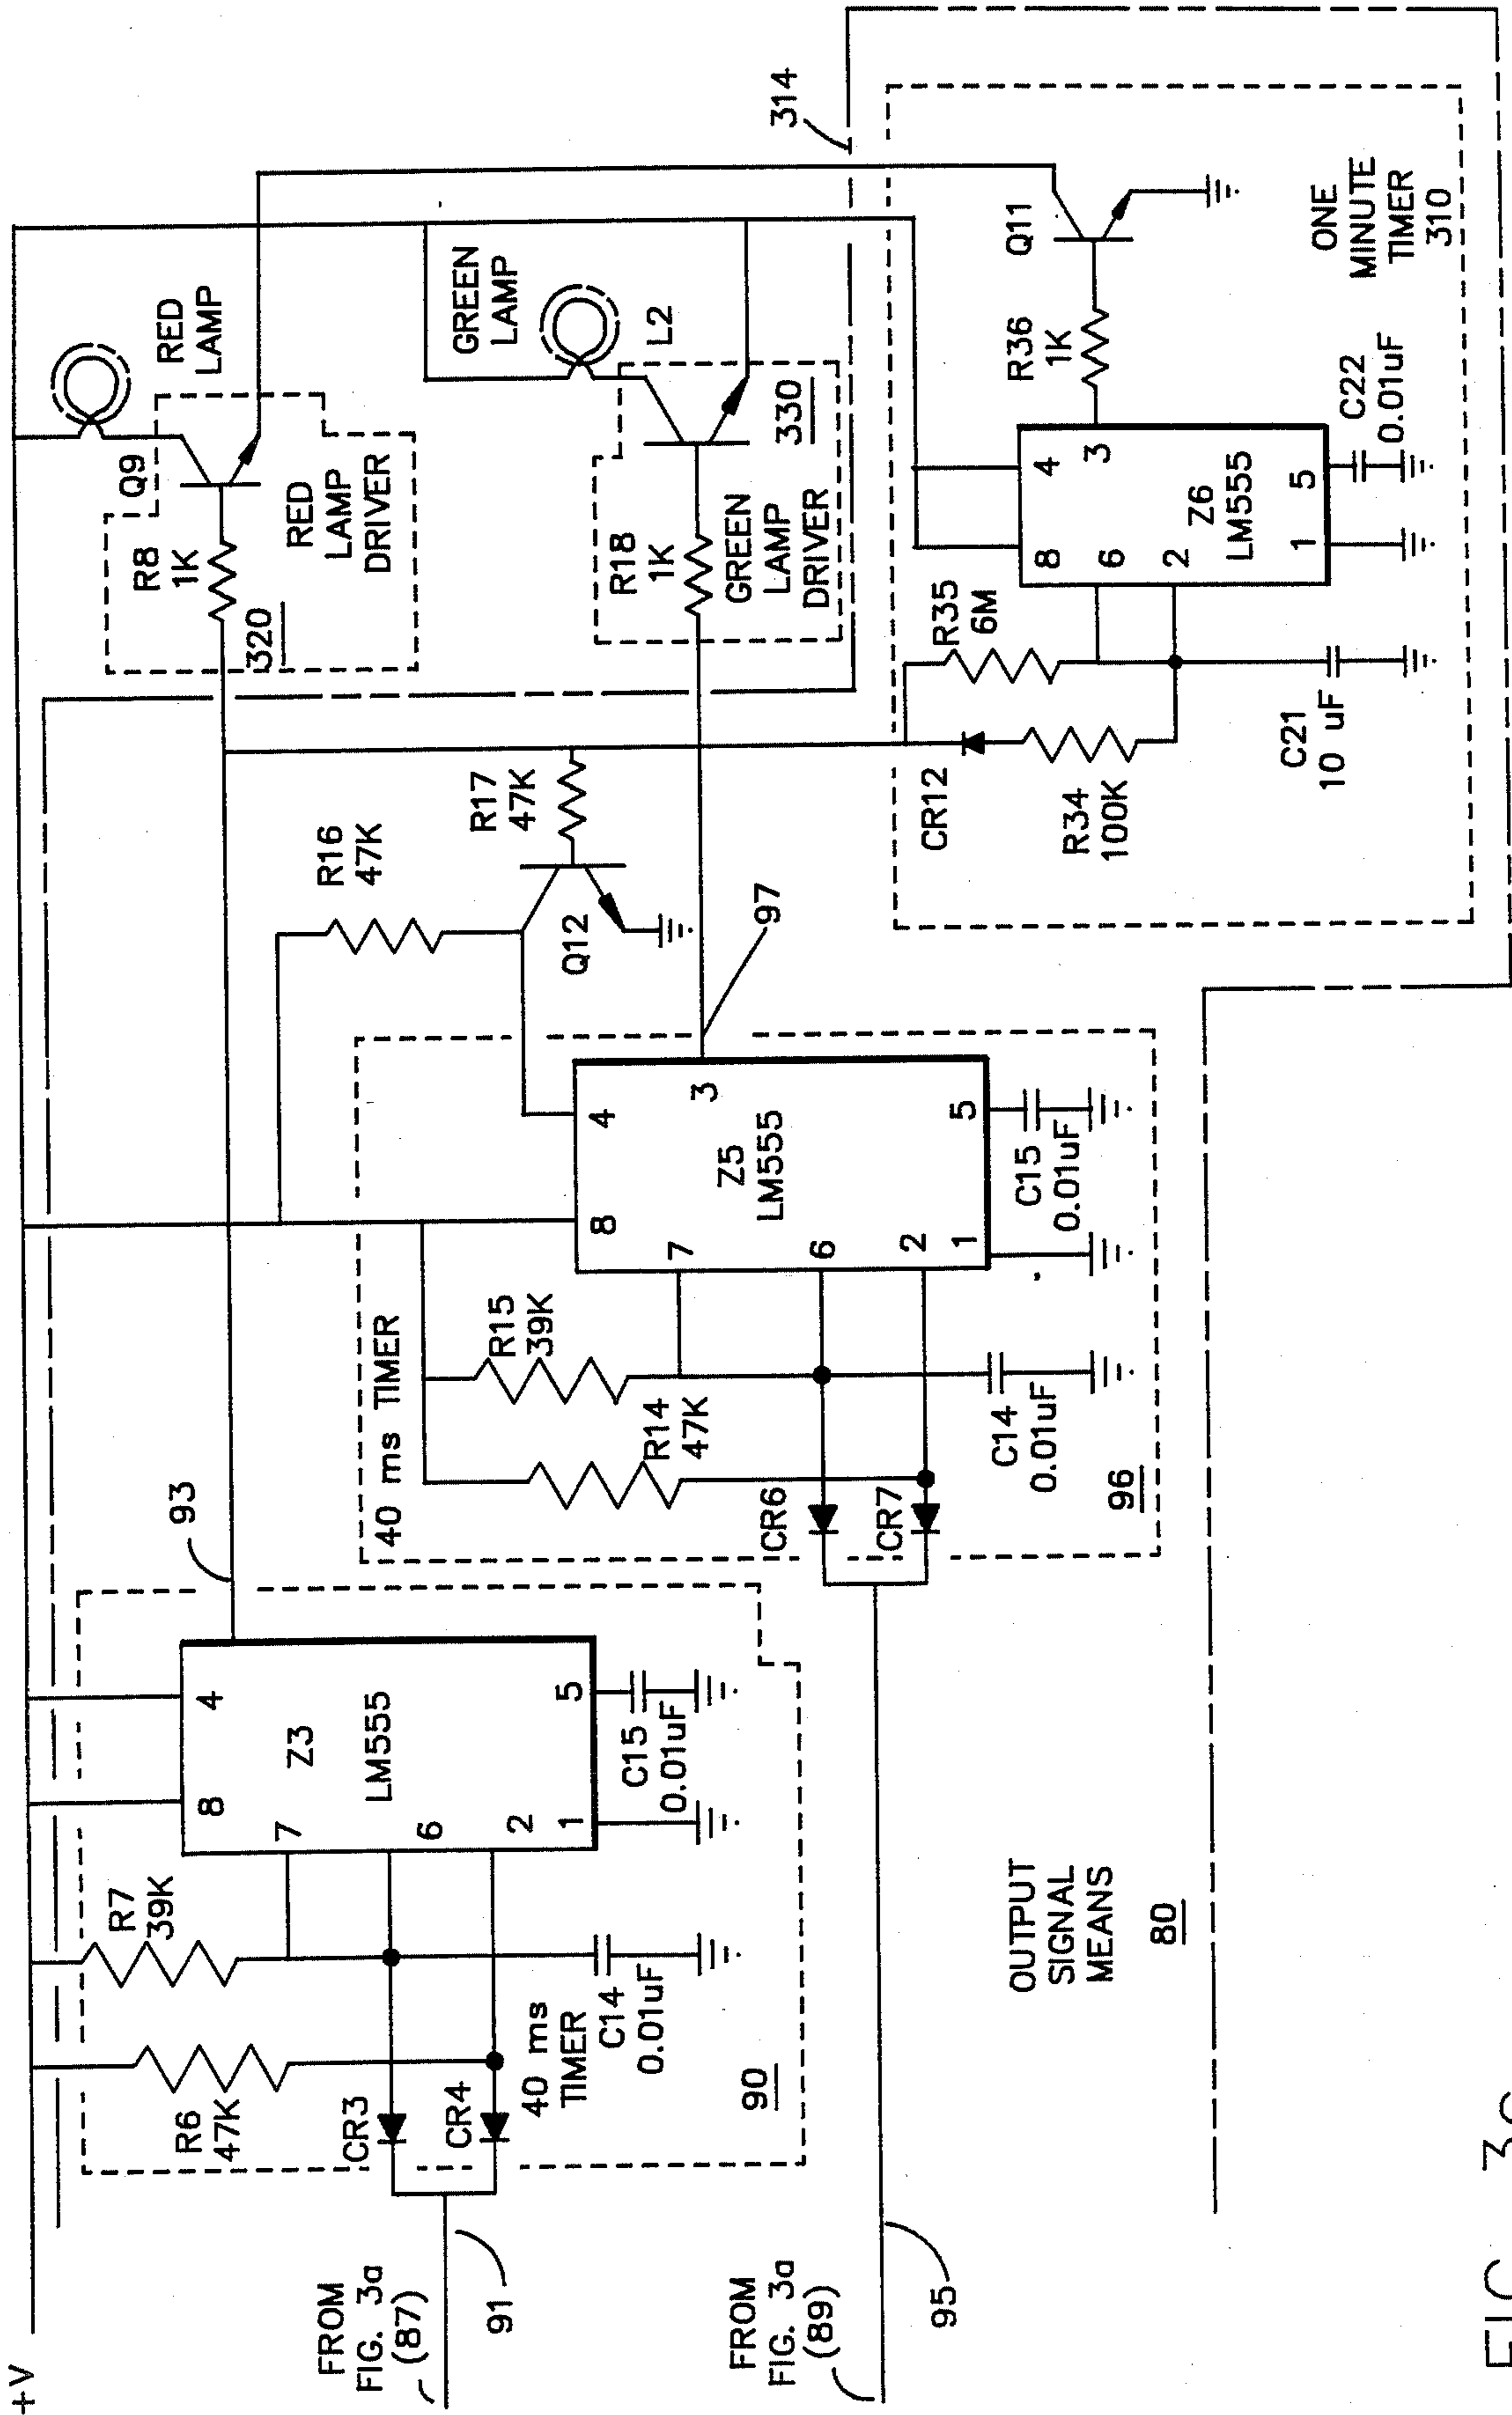 +V
R6
47K
R7
39K
CR3
CR4
7
8
4
6
2
1
5
Z3
LM555
40 ms
TIMER
C14
0.01uF
C15
0.01uF
90
93
FROM
FIG. 3a
(87)
91
FROM
FIG. 3a
(89)
95
40 ms TIMER
R14
47K
R15
39K
CR6
CR7
7
8
4
6
2
1
5
3
Z5
LM555
C14
0.01uF
C15
0.01uF
96
97
R16
47K
R17
47K
Q12
R8
1K
Q9
RED
LAMP
DRIVER
320
RED
LAMP
R18
1K
GREEN
LAMP
DRIVER
330
GREEN
LAMP
L2
314
CR12
R34
100K
R35
6M
C21
10 uF
8
4
6
3
2
1
5
Z6
LM555
C22
0.01uF
R36
1K
Q11
ONE
MINUTE
TIMER
310
OUTPUT
SIGNAL
MEANS
80